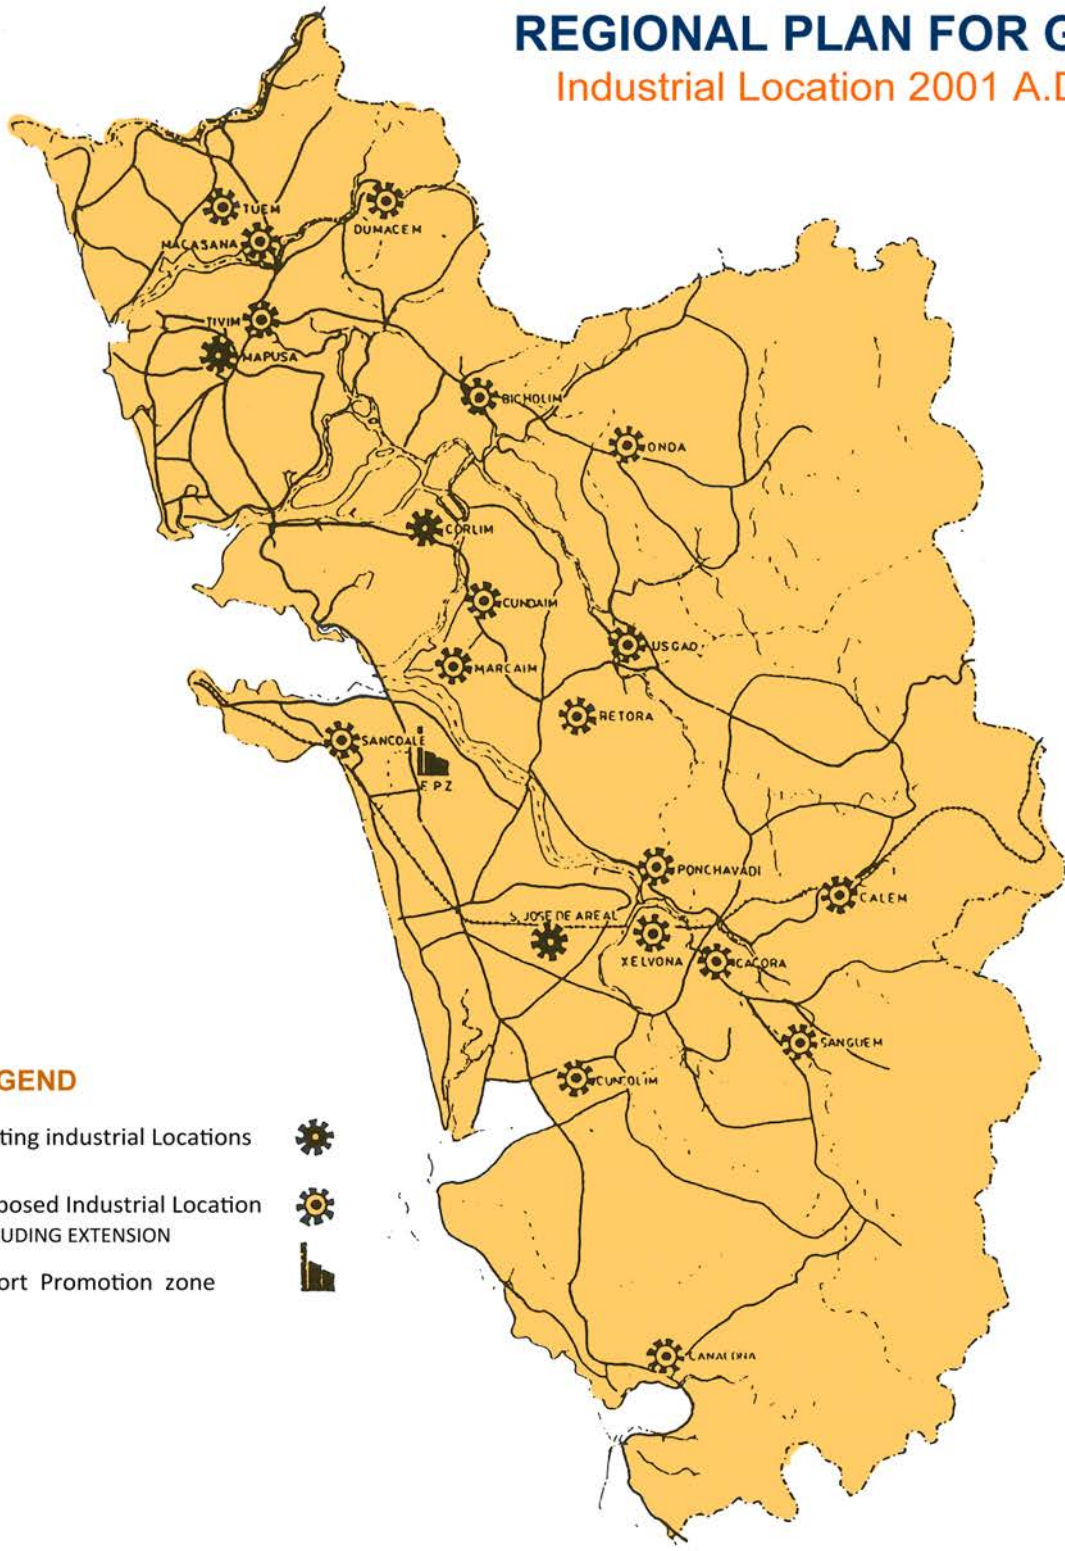 REGIONAL PLAN FOR G
Industrial Location 2001 A.D
TUEM
DUMACEM
MACASANA
TIVIM
MAPUSA
BICHOLIM
ONDA
CORLIM
CUNDAIM
USGAO
MARCAIM
BETORA
SANCOALE
EPZ
PONCHAVADI
CALEM
S. JOSE DE AREAL
XELVONA
CACORA
SANGUEM
CUNCOLIM
GEND
ting industrial Locations
posed Industrial Location
UDING EXTENSION
ort Promotion zone